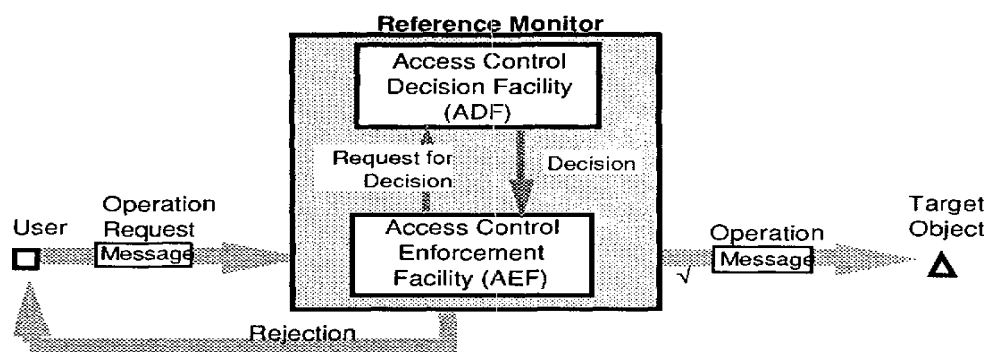 Reference Monitor
Access Control
Decision Facility
(ADF)
Request for
Decision
Decision
User
Operation
Request
Message
Access Control
Enforcement
Facility (AEF)
√
Operation
Message
Target
Object
Rejection